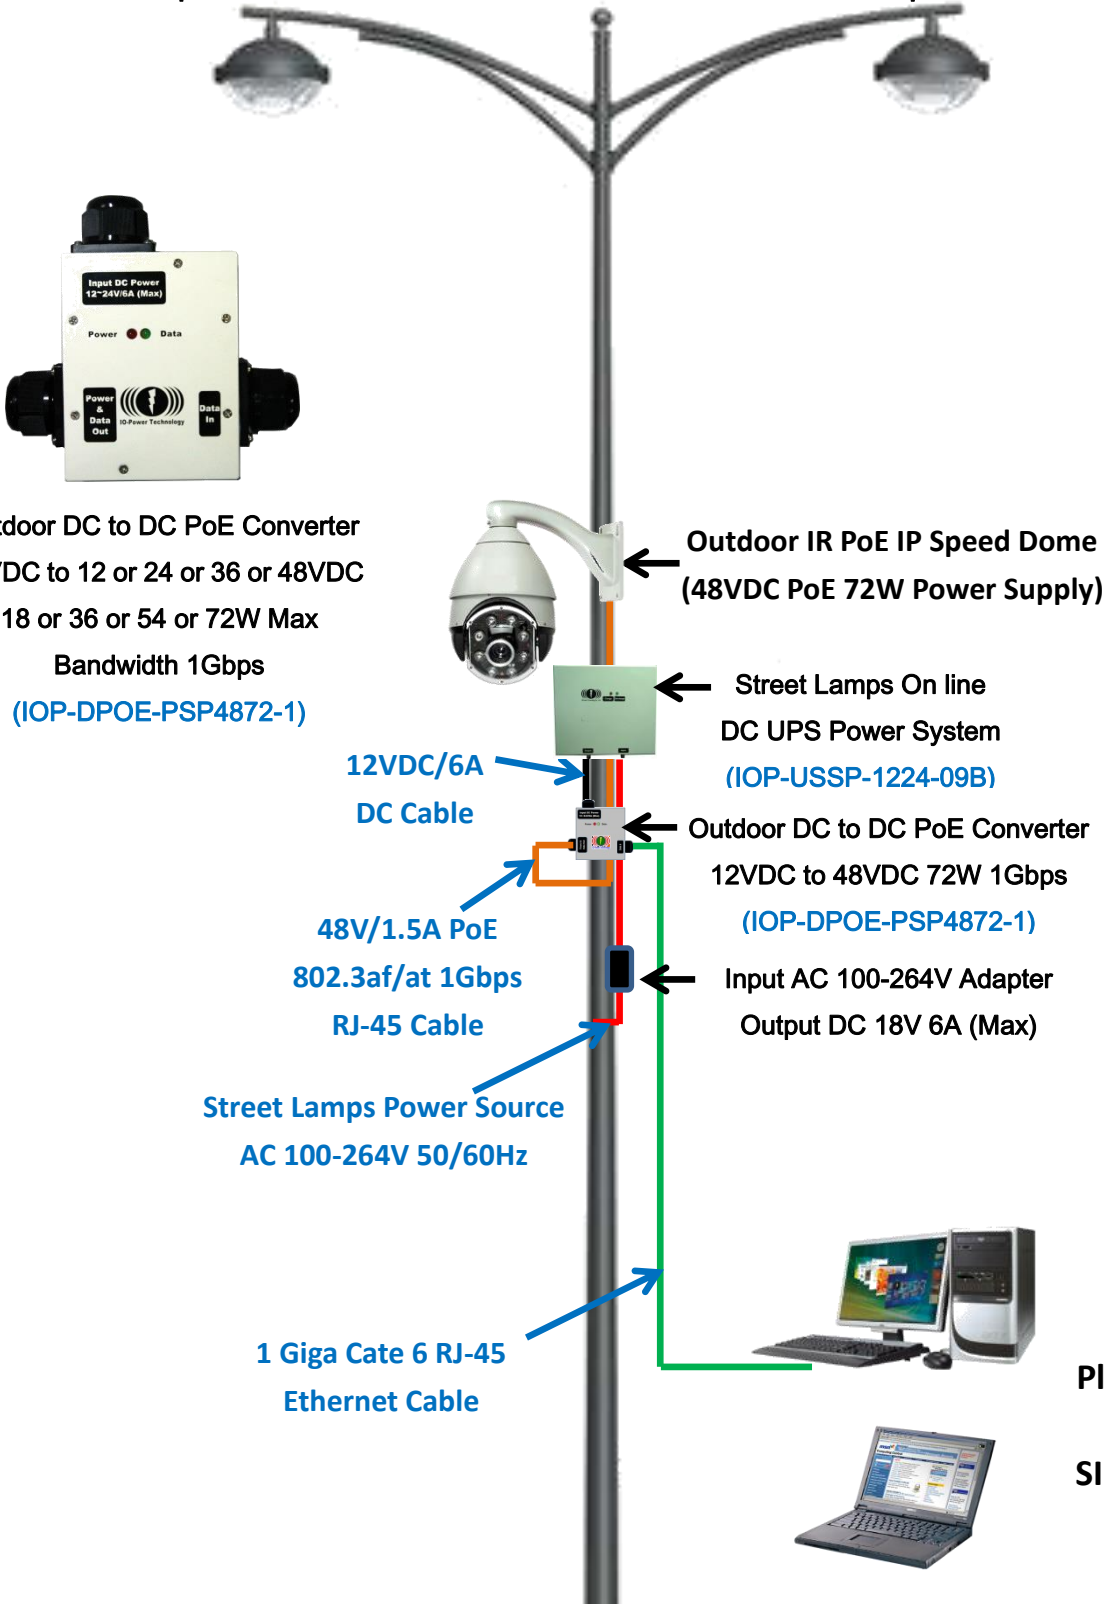 Input DC Power
12~24V/6A (Max)
Power
Data
Power
&
Data
Out
IO-Power Technology
Data
In
tdoor DC to DC PoE Converter
VDC to 12 or 24 or 36 or 48VDC
18 or 36 or 54 or 72W Max
Bandwidth 1Gbps
(IOP-DPOE-PSP4872-1)
Outdoor IR PoE IP Speed Dome
(48VDC PoE 72W Power Supply)
Street Lamps On line
DC UPS Power System
(IOP-USSP-1224-09B)
12VDC/6A
DC Cable
Outdoor DC to DC PoE Converter
12VDC to 48VDC 72W 1Gbps
(IOP-DPOE-PSP4872-1)
48V/1.5A PoE
802.3af/at 1Gbps
RJ-45 Cable
Input AC 100-264V Adapter
Output DC 18V 6A (Max)
Street Lamps Power Source
AC 100-264V 50/60Hz
1 Giga Cate 6 RJ-45
Ethernet Cable
Pl
SI